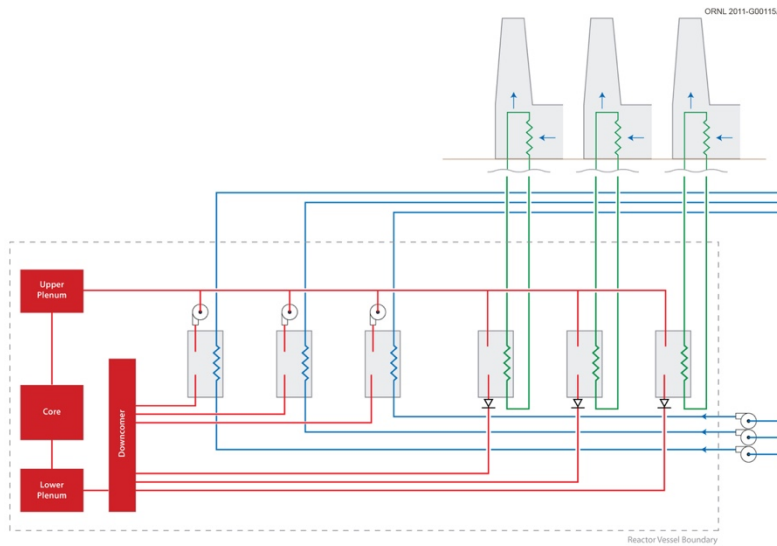 ORNL 2011-G00115
Upper
Plenum
Core
Downcomer
Lower
Plenum
Reactor Vessel Boundary